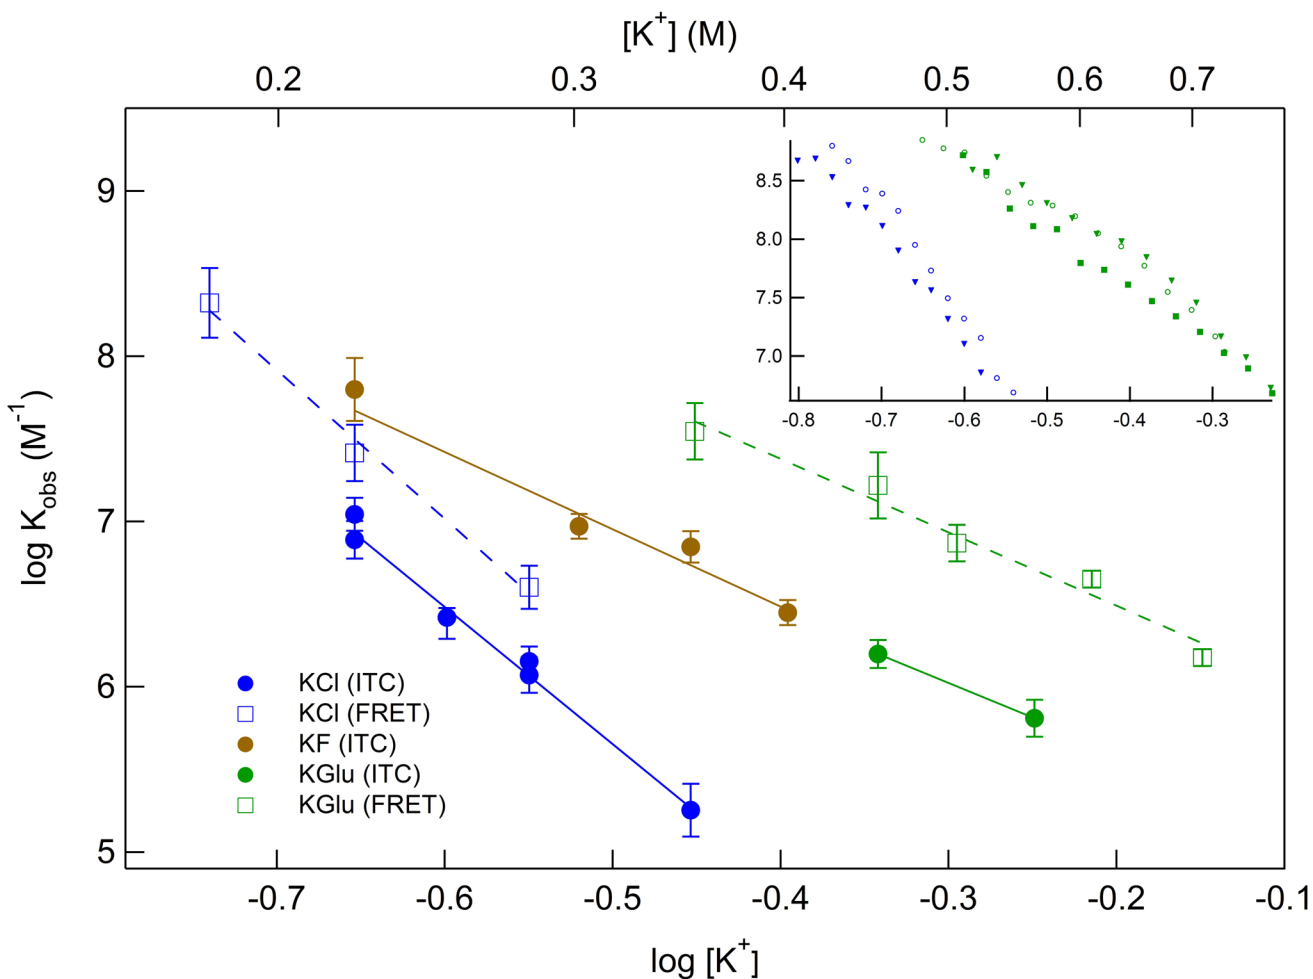 [K+] (M)
0.2 0.3 0.4 0.5 0.6 0.7
9
8
7
6
5
log Kobs (M-1)
8.5
8.0
7.5
7.0
-0.8 -0.7 -0.6 -0.5 -0.4 -0.3
KCl (ITC)
KCl (FRET)
KF (ITC)
KGlu (ITC)
KGlu (FRET)
-0.7 -0.6 -0.5 -0.4 -0.3 -0.2 -0.1
log [K+]